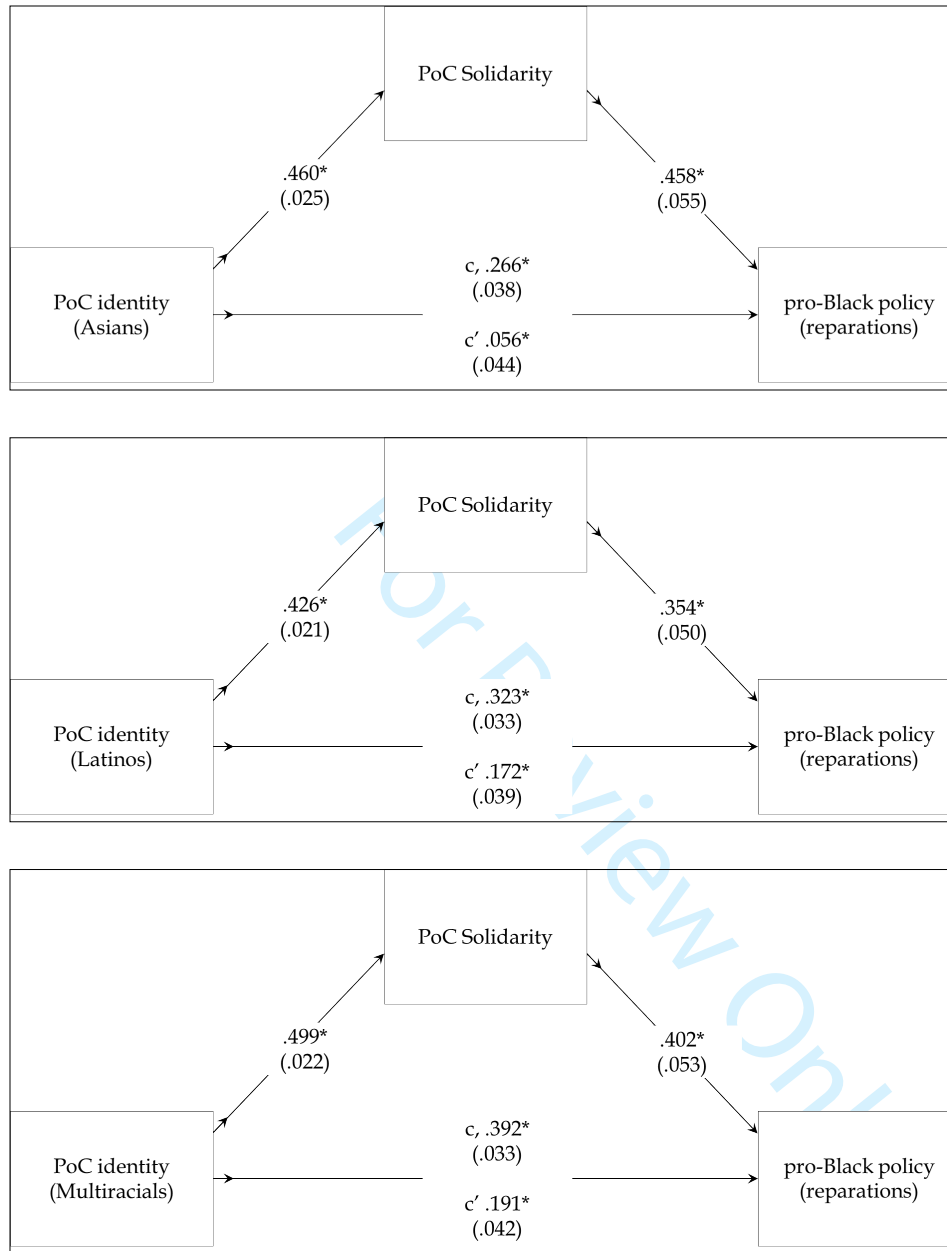 PoC Solidarity
.460*
(.025)
.458*
(.055)
PoC identity
(Asians)
c, .266*
(.038)
c’ .056*
(.044)
pro-Black policy
(reparations)
PoC Solidarity
.426*
(.021)
.354*
(.050)
PoC identity
(Latinos)
c, .323*
(.033)
c’ .172*
(.039)
pro-Black policy
(reparations)
PoC Solidarity
.499*
(.022)
.402*
(.053)
PoC identity
(Multiracials)
c, .392*
(.033)
c’ .191*
(.042)
pro-Black policy
(reparations)